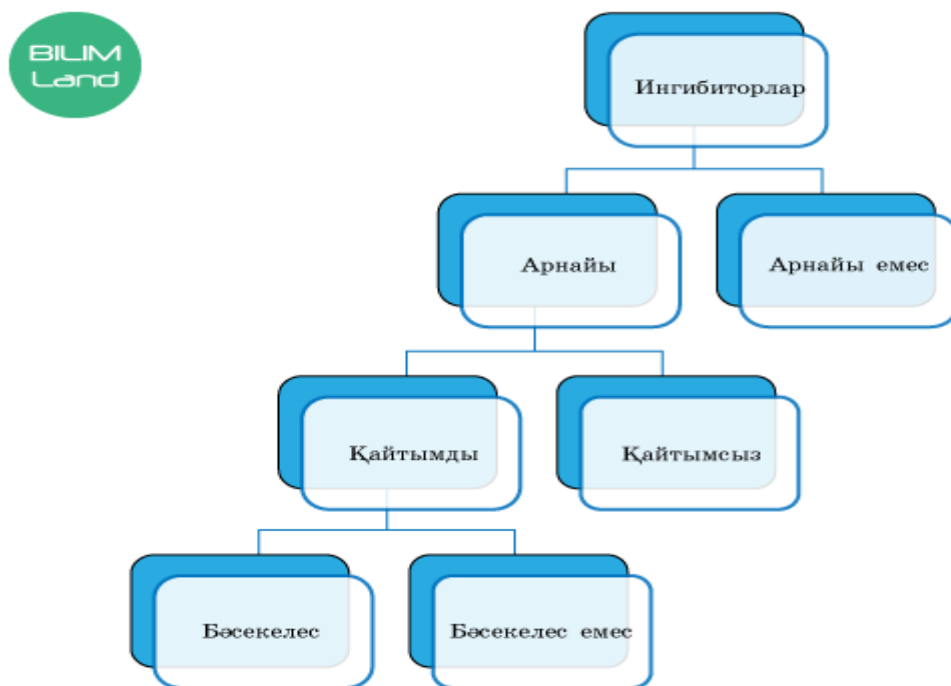 BILIM
Land
Ингибиторлар
Арнайы
Арнайы емес
Қайтымды
Қайтымсыз
Бәсекелес
Бәсекелес емес